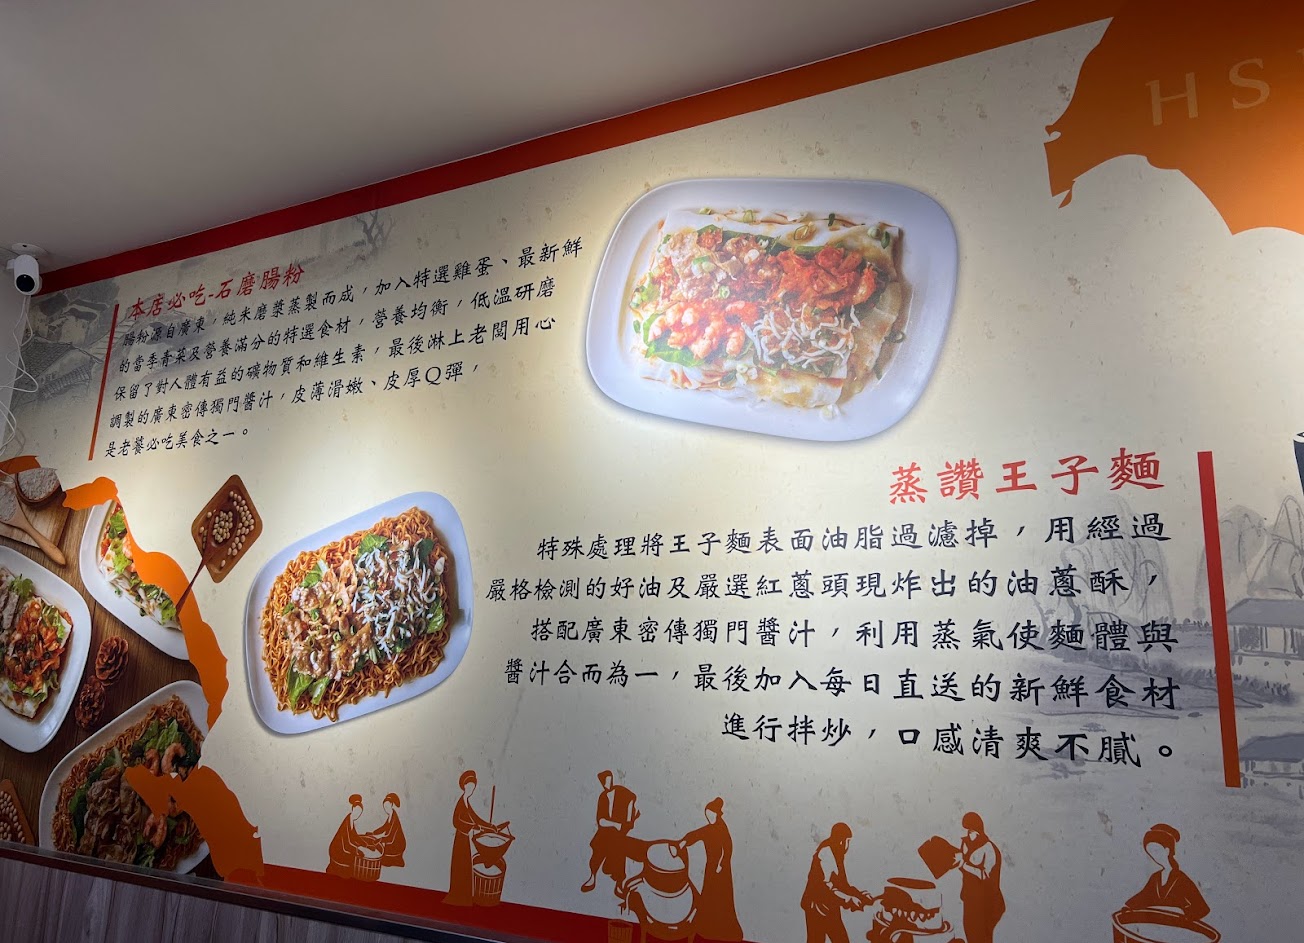 HS
本店必吃-石磨腸粉
腸粉源自廣東，純米磨漿蒸製而成，加入特選雞蛋、最新鮮
的當季青菜及營養滿分的特選食材，營養均衡，低溫研磨
保留了對人體有益的礦物質和維生素，最後淋上老闆用心
調製的廣東密傳獨門醬汁，皮薄滑嫩、皮厚Q彈，
是老饕必吃美食之一。
蒸讚王子麵
特殊處理將王子麵表面油脂過濾掉，用經過
嚴格檢測的好油及嚴選紅蔥頭現炸出的油蔥酥，
搭配廣東密傳獨門醬汁，利用蒸氣使麵體與
醬汁合而為一，最後加入每日直送的新鮮食材
進行拌炒，口感清爽不膩。